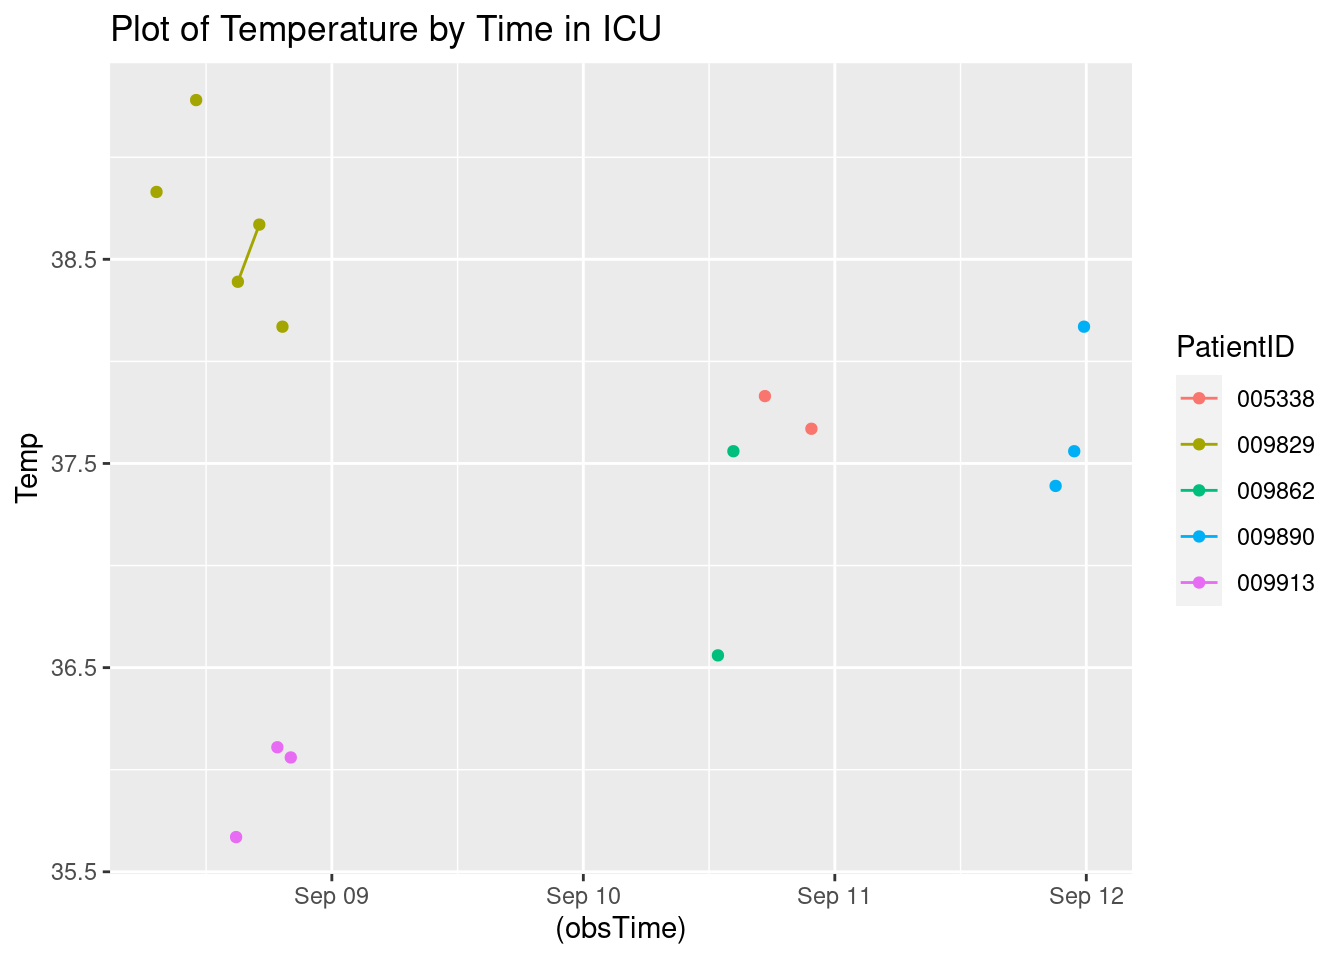 Plot of Temperature by Time in ICU
Temp
38.5
37.5
36.5
35.5
Sep 09
Sep 10
Sep 11
Sep 12
(obsTime)
PatientID
005338
009829
009862
009890
009913